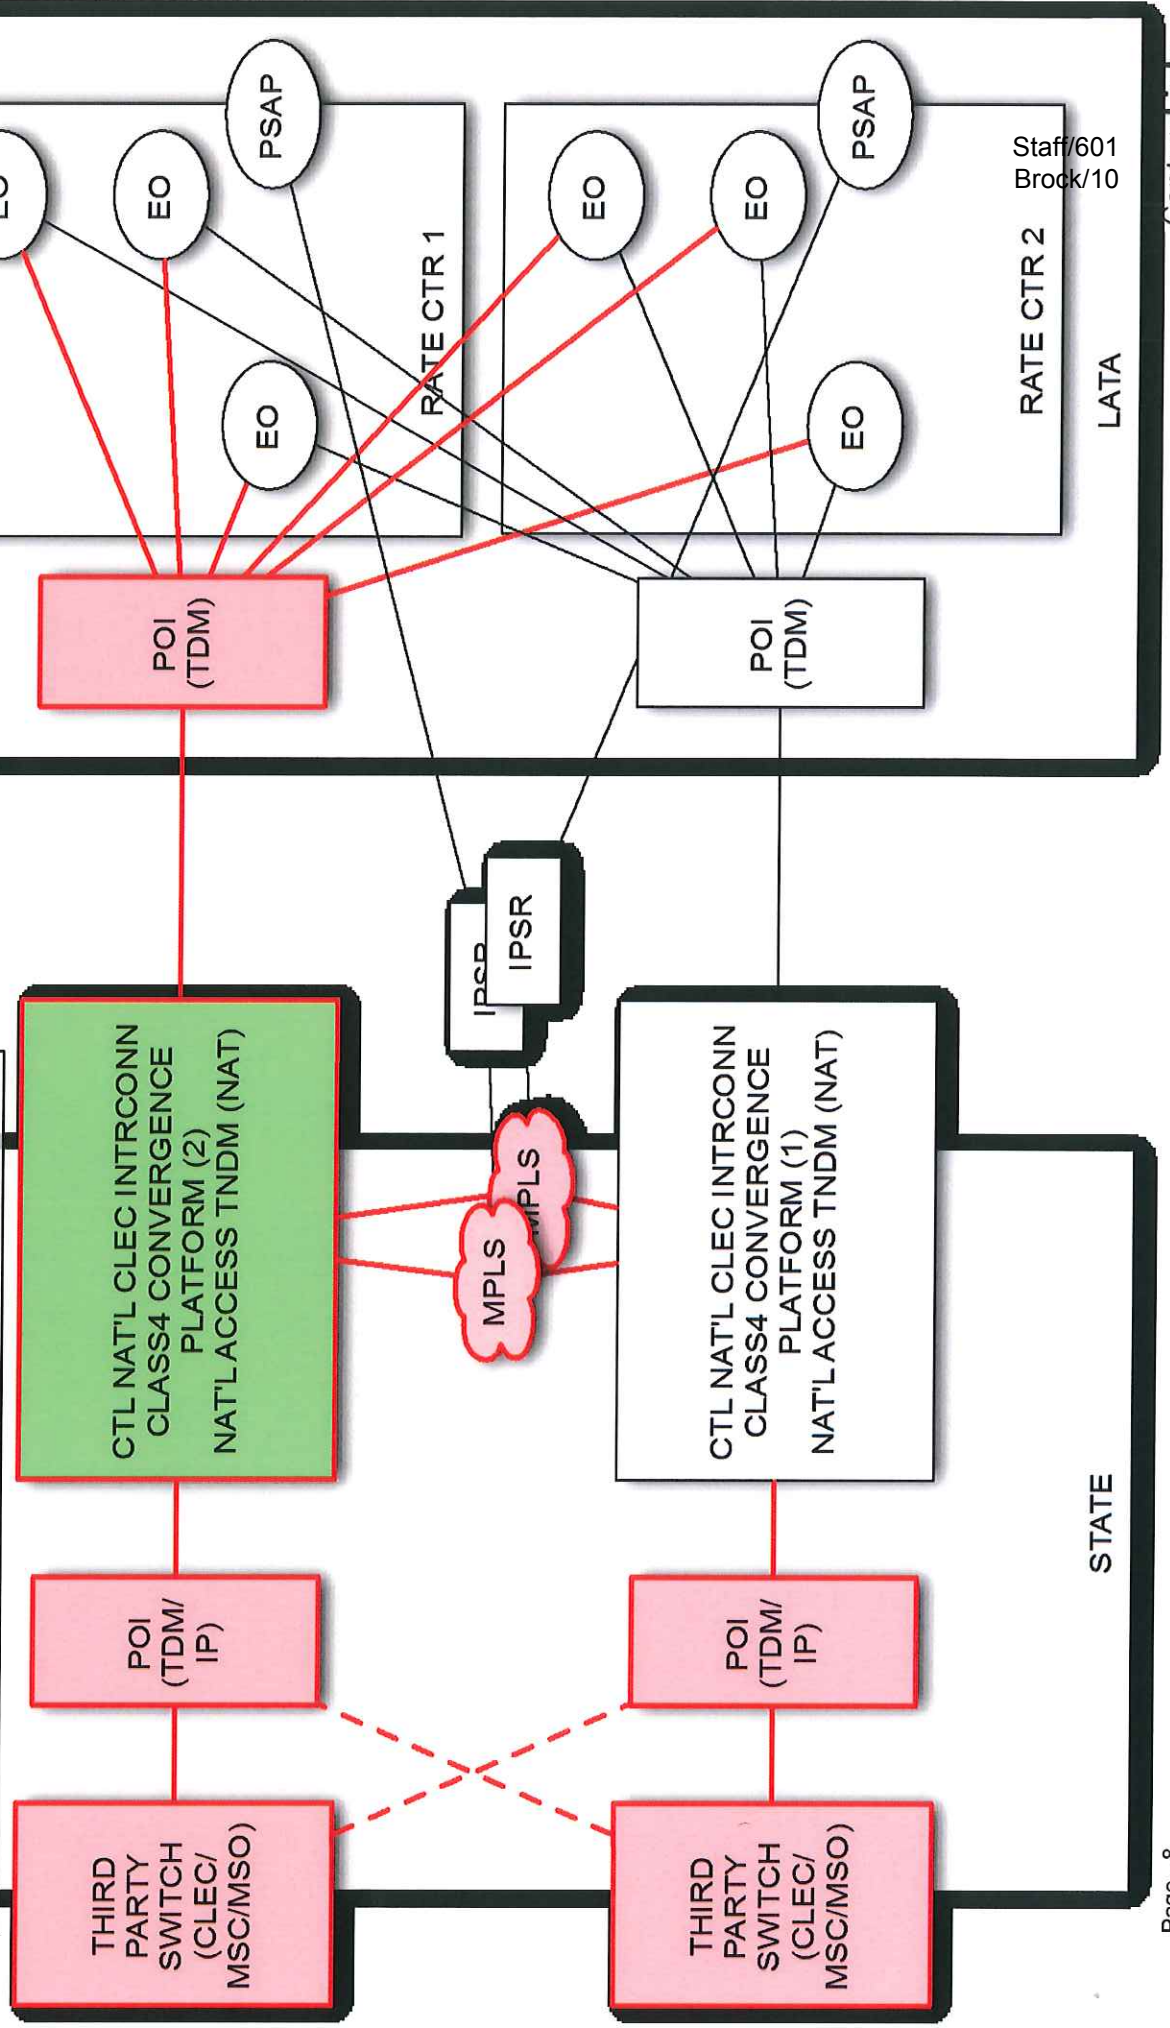 Staff/601
Brock/10
THIRD
PARTY
SWITCH
(CLEC/
MSC/MSO)
POI
(TDM/
IP)
CTL NAT'L CLEC INTRCONN
CLASS4 CONVERGENCE
PLATFORM (2)
NAT'L ACCESS TNDM (NAT)
POI
(TDM)
EO
EO
PSAP
RATE CTR 1
MPLS
MPLS
IPSR
IPSR
EO
EO
EO
PSAP
RATE CTR 2
LATA
THIRD
PARTY
SWITCH
(CLEC/
MSC/MSO)
POI
(TDM/
IP)
CTL NAT'L CLEC INTRCONN
CLASS4 CONVERGENCE
PLATFORM (1)
NAT'L ACCESS TNDM (NAT)
POI
(TDM)
STATE